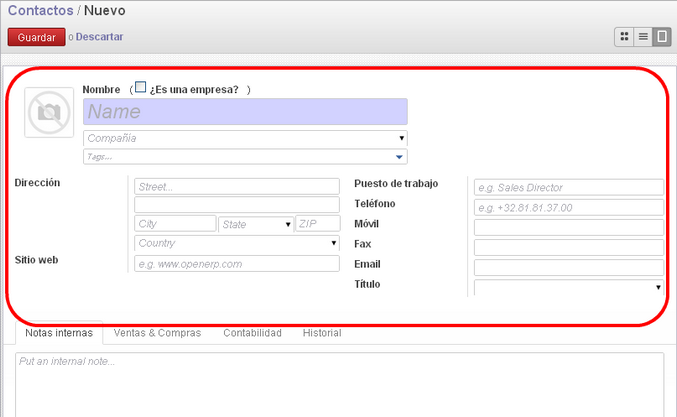 Contactos / Nuevo
Guardar o Descartar
Nombre ( ¿Es una empresa? )
Name
Compañía
Tags...
Dirección
Street...
City State ZIP
Country
Sitio web
e.g. www.openerp.com
Puesto de trabajo
e.g. Sales Director
Teléfono
e.g. +32.81.81.37.00
Móvil
Fax
Email
Título
Notas internas Ventas & Compras Contabilidad Historial
Put an internal note...